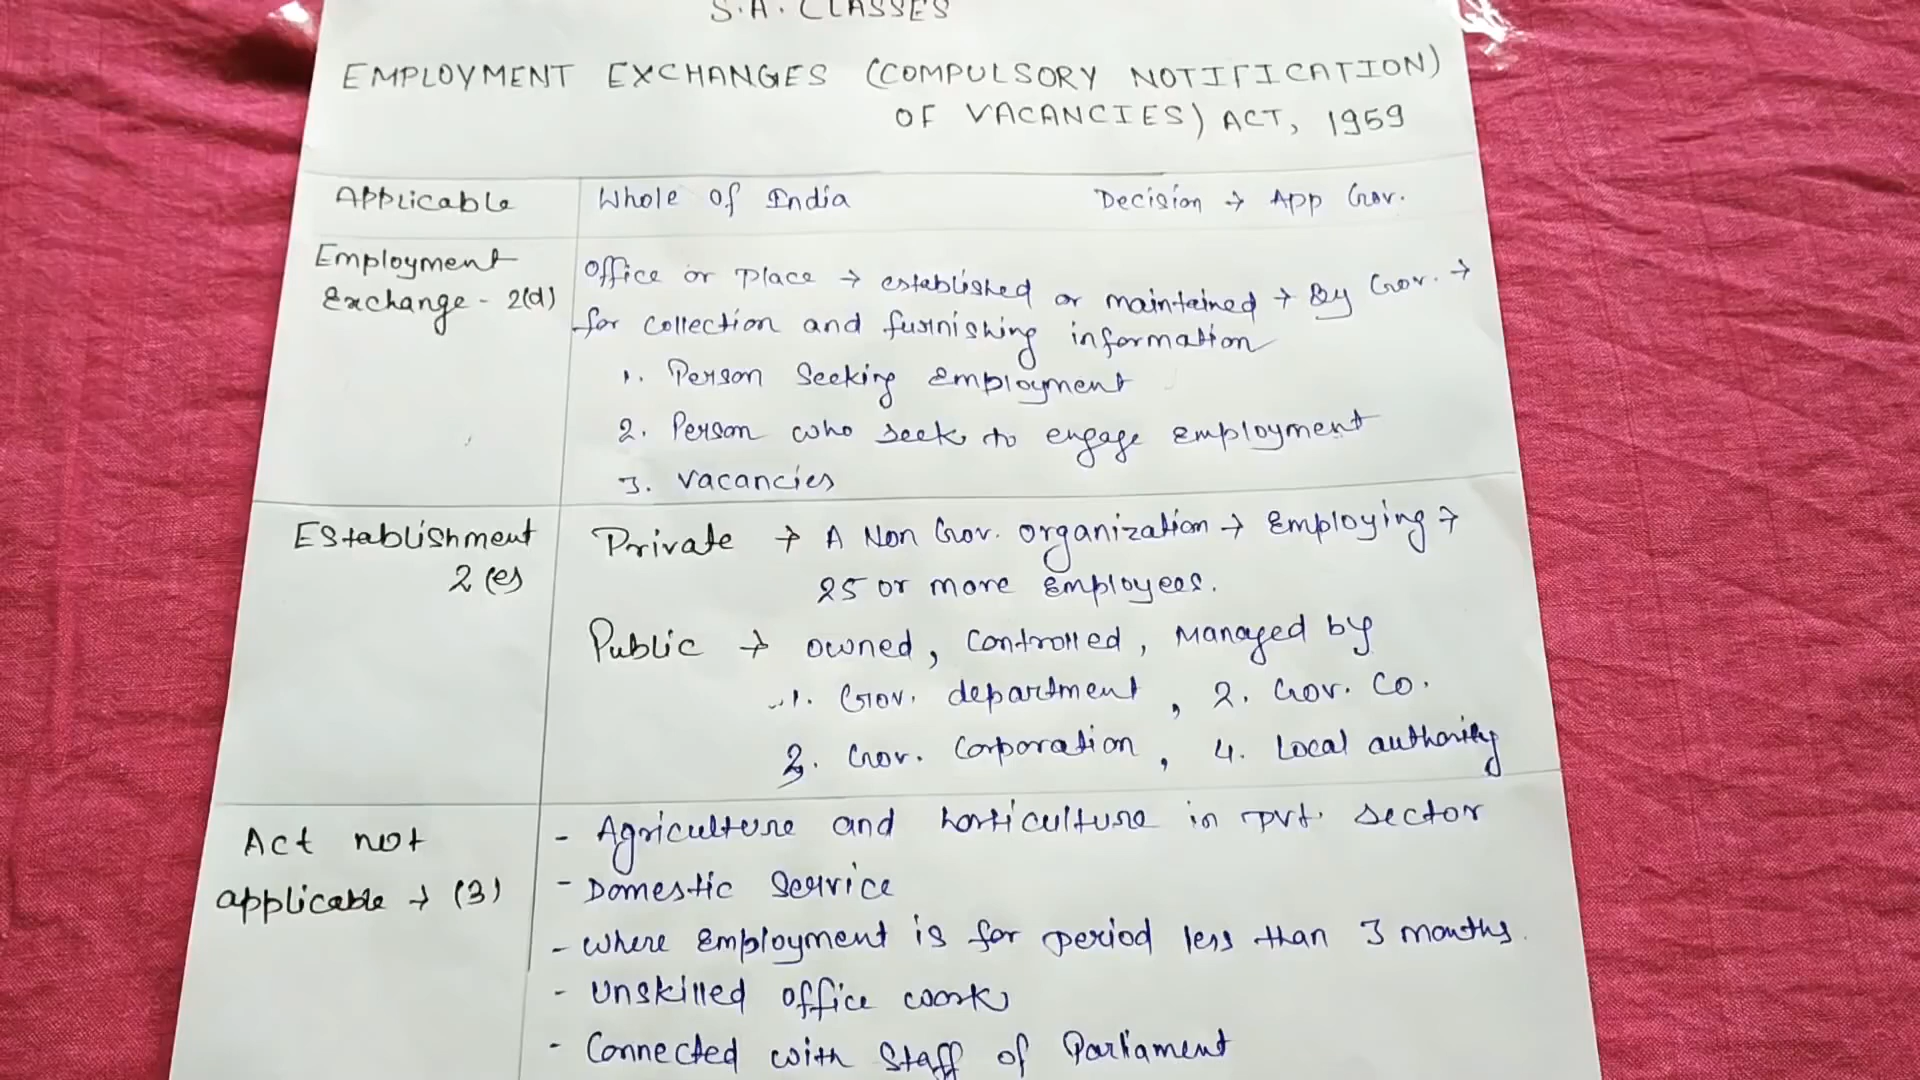 S.A. CLASSES
EMPLOYMENT EXCHANGES (COMPULSORY NOTIFICATION)
OF VACANCIES) ACT, 1959
Applicable
Whole of India
Decision → App Gov.
Employment
Exchange - 2(d)
Office or place → established or maintained → By Gov. →
for collection and furnishing information
1. Person seeking Employment
2. Person who seek to engage employment
3. Vacancies
Establishment
2(e)
Private → A Non Gov. organization → Employing →
25 or more Employees.
Public → owned, controlled, Managed by
1. Gov. department, 2. Gov. Co.
3. Gov. Corporation, 4. Local authority
Act not
applicable → (3)
- Agriculture and horticulture in pvt. sector
- Domestic Service
- Where Employment is for period less than 3 months.
- Unskilled office work
- Connected with Staff of Parliament